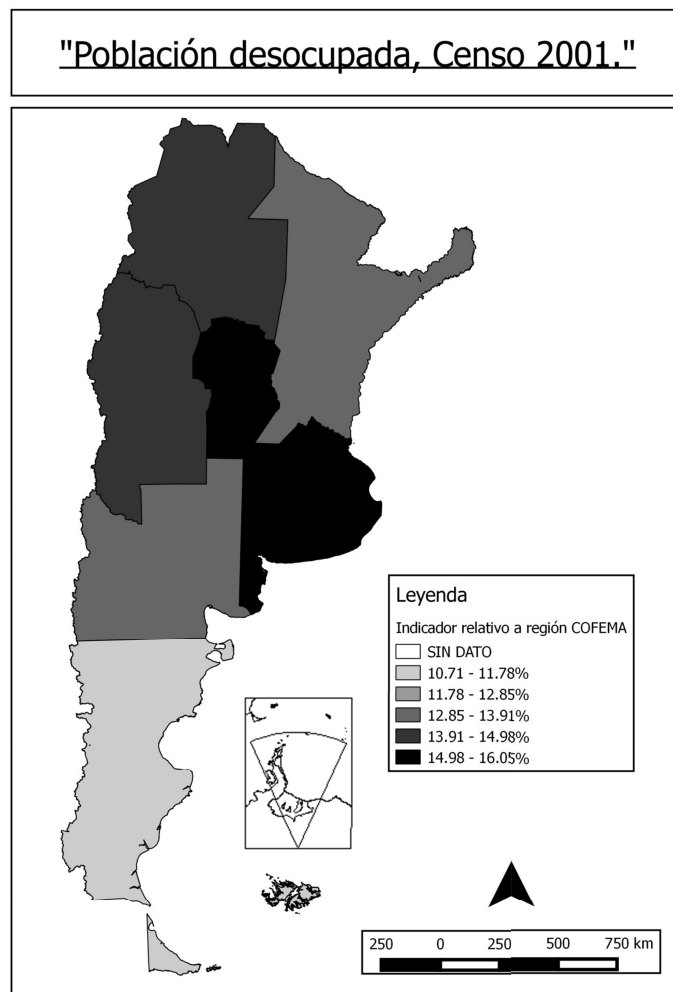 "Población desocupada, Censo 2001."
Leyenda
Indicador relativo a región COFEMA
SIN DATO
10.71 - 11.78%
11.78 - 12.85%
12.85 - 13.91%
13.91 - 14.98%
14.98 - 16.05%
250 0 250 500 750 km